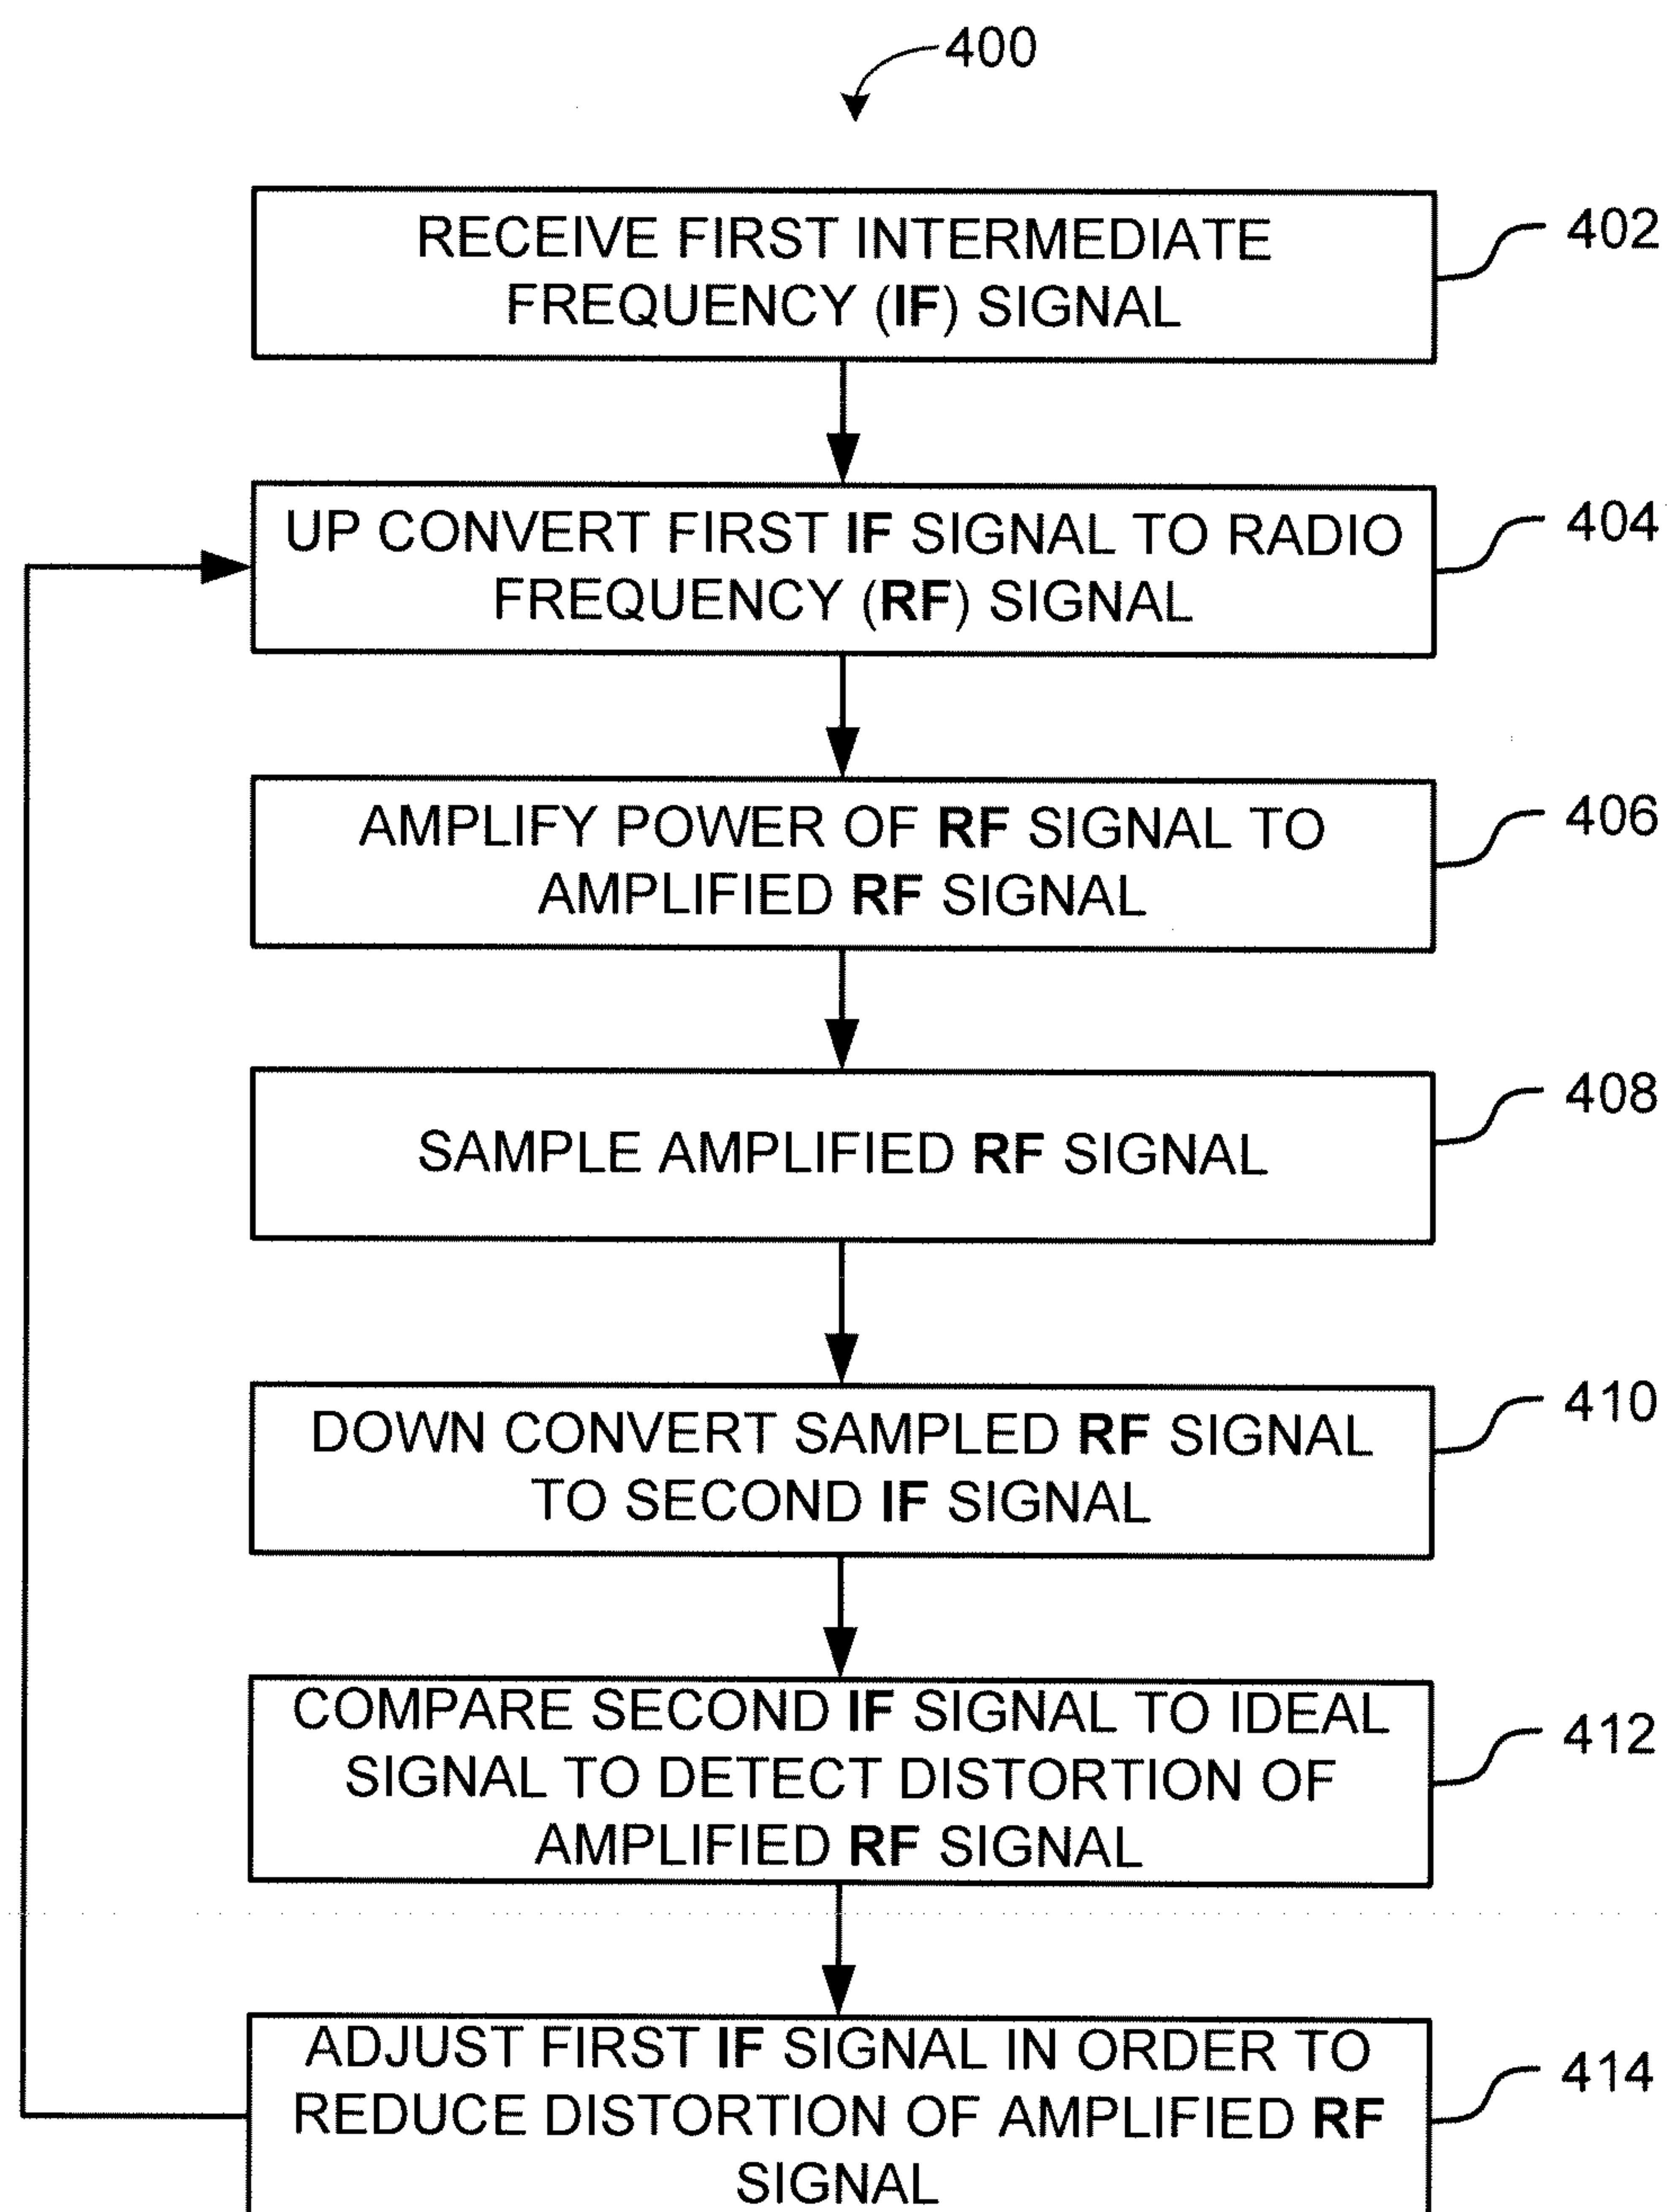 400
RECEIVE FIRST INTERMEDIATE
FREQUENCY (IF) SIGNAL
402
UP CONVERT FIRST IF SIGNAL TO RADIO
FREQUENCY (RF) SIGNAL
404
AMPLIFY POWER OF RF SIGNAL TO
AMPLIFIED RF SIGNAL
406
SAMPLE AMPLIFIED RF SIGNAL
408
DOWN CONVERT SAMPLED RF SIGNAL
TO SECOND IF SIGNAL
410
COMPARE SECOND IF SIGNAL TO IDEAL
SIGNAL TO DETECT DISTORTION OF
AMPLIFIED RF SIGNAL
412
ADJUST FIRST IF SIGNAL IN ORDER TO
REDUCE DISTORTION OF AMPLIFIED RF
SIGNAL
414